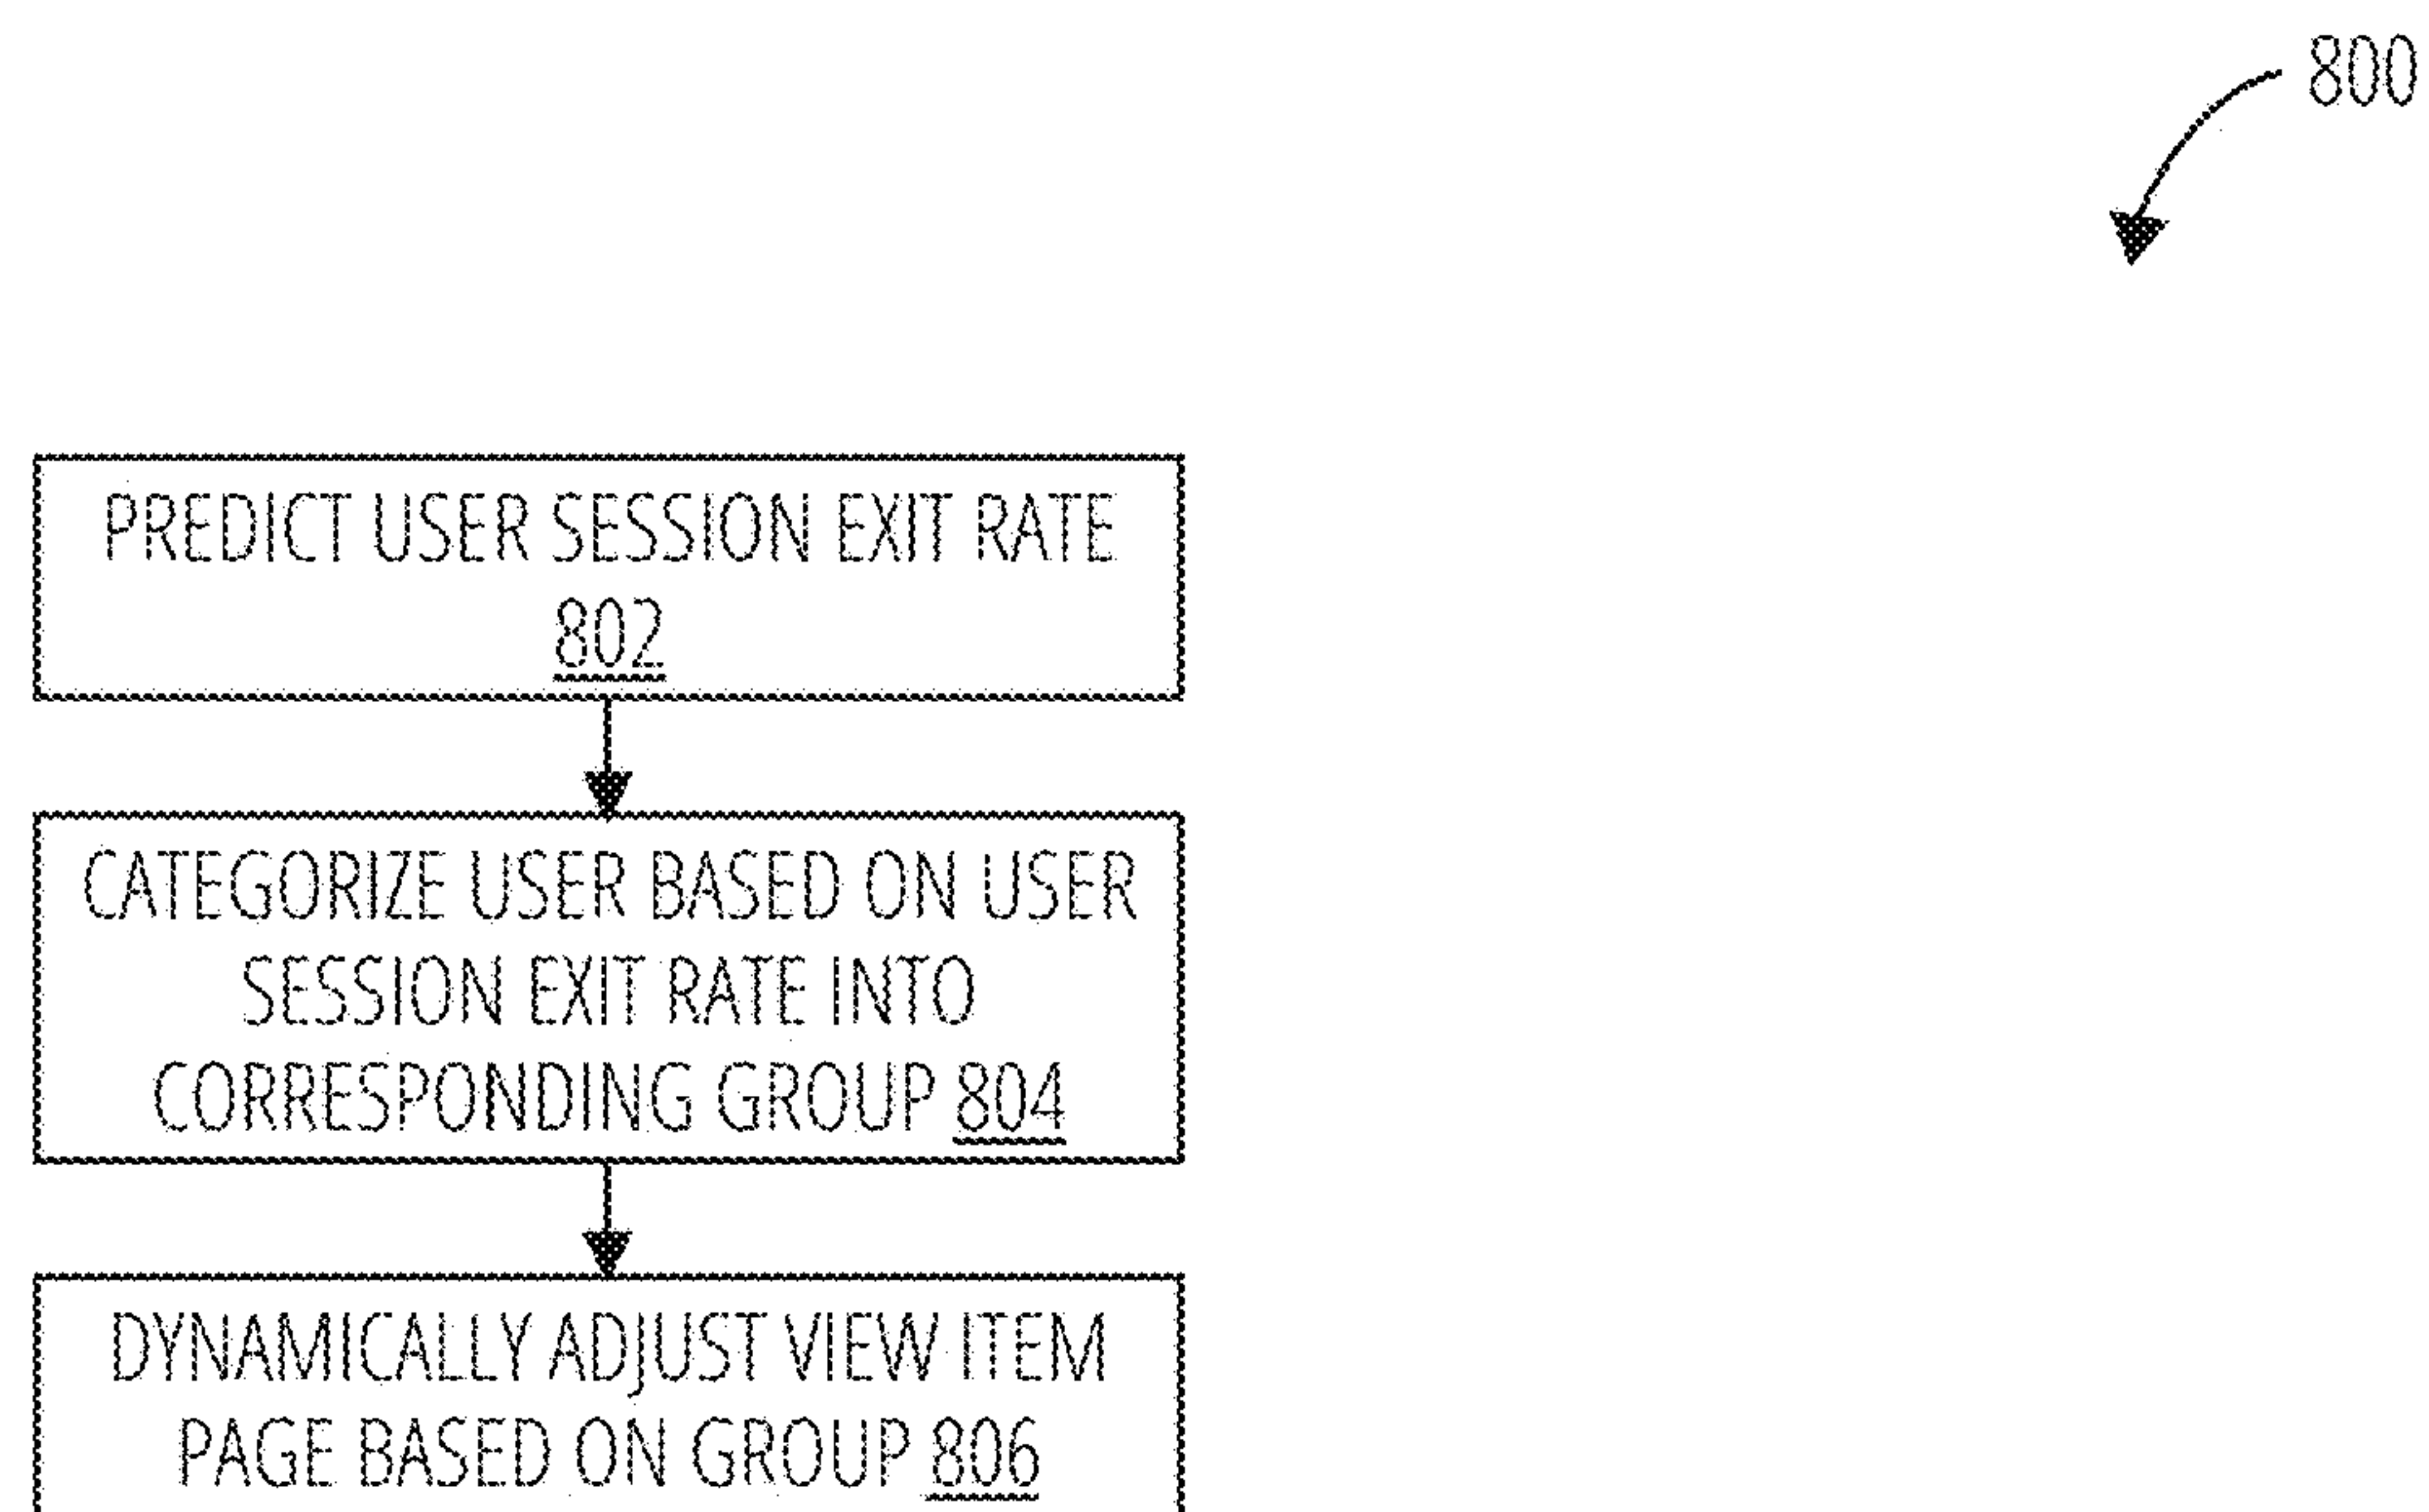 800
PREDICT USER SESSION EXIT RATE
802
CATEGORIZE USER BASED ON USER
SESSION EXIT RATE INTO
CORRESPONDING GROUP 804
DYNAMICALLY ADJUST VIEW ITEM
PAGE BASED ON GROUP 806